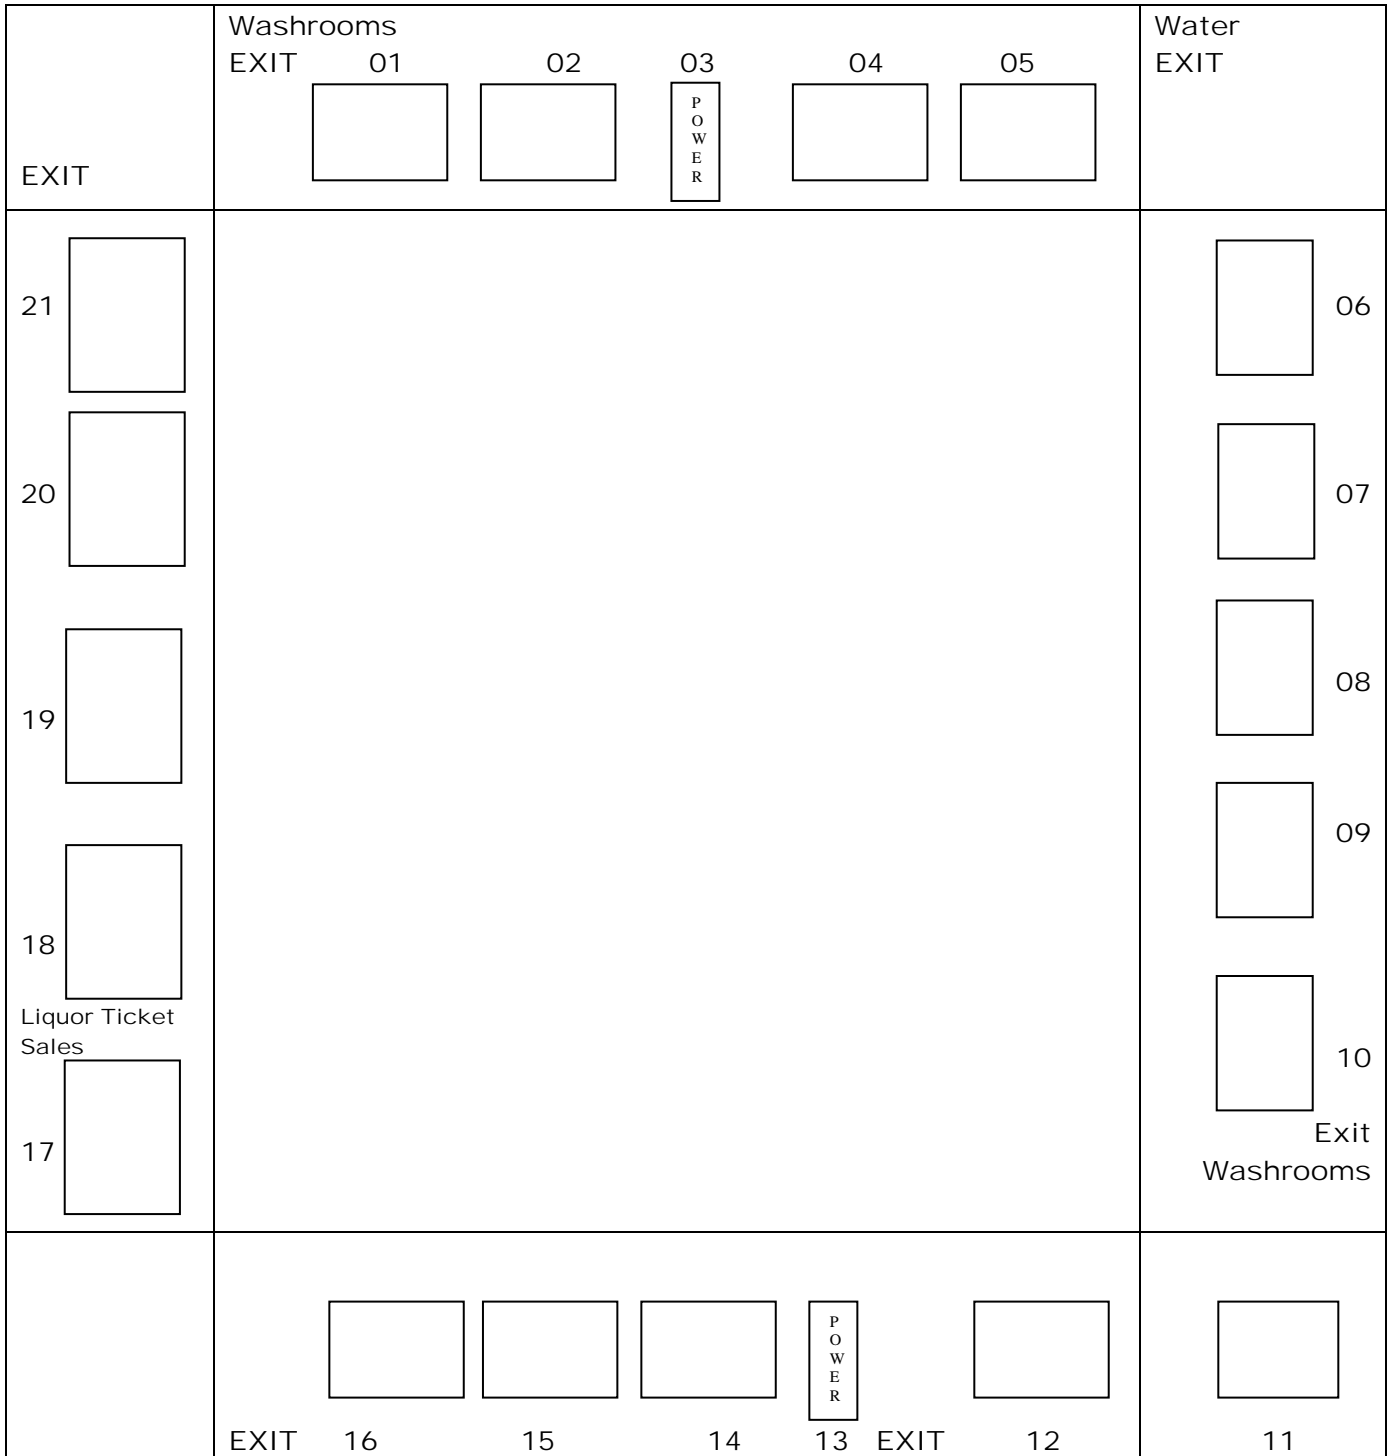 Washrooms
EXIT 01 02 03 04 05
POWER
Water
EXIT
EXIT
21
20
19
18
Liquor Ticket
Sales
17
06
07
08
09
10
Exit
Washrooms
POWER
EXIT 16 15 14 13 EXIT 12
11